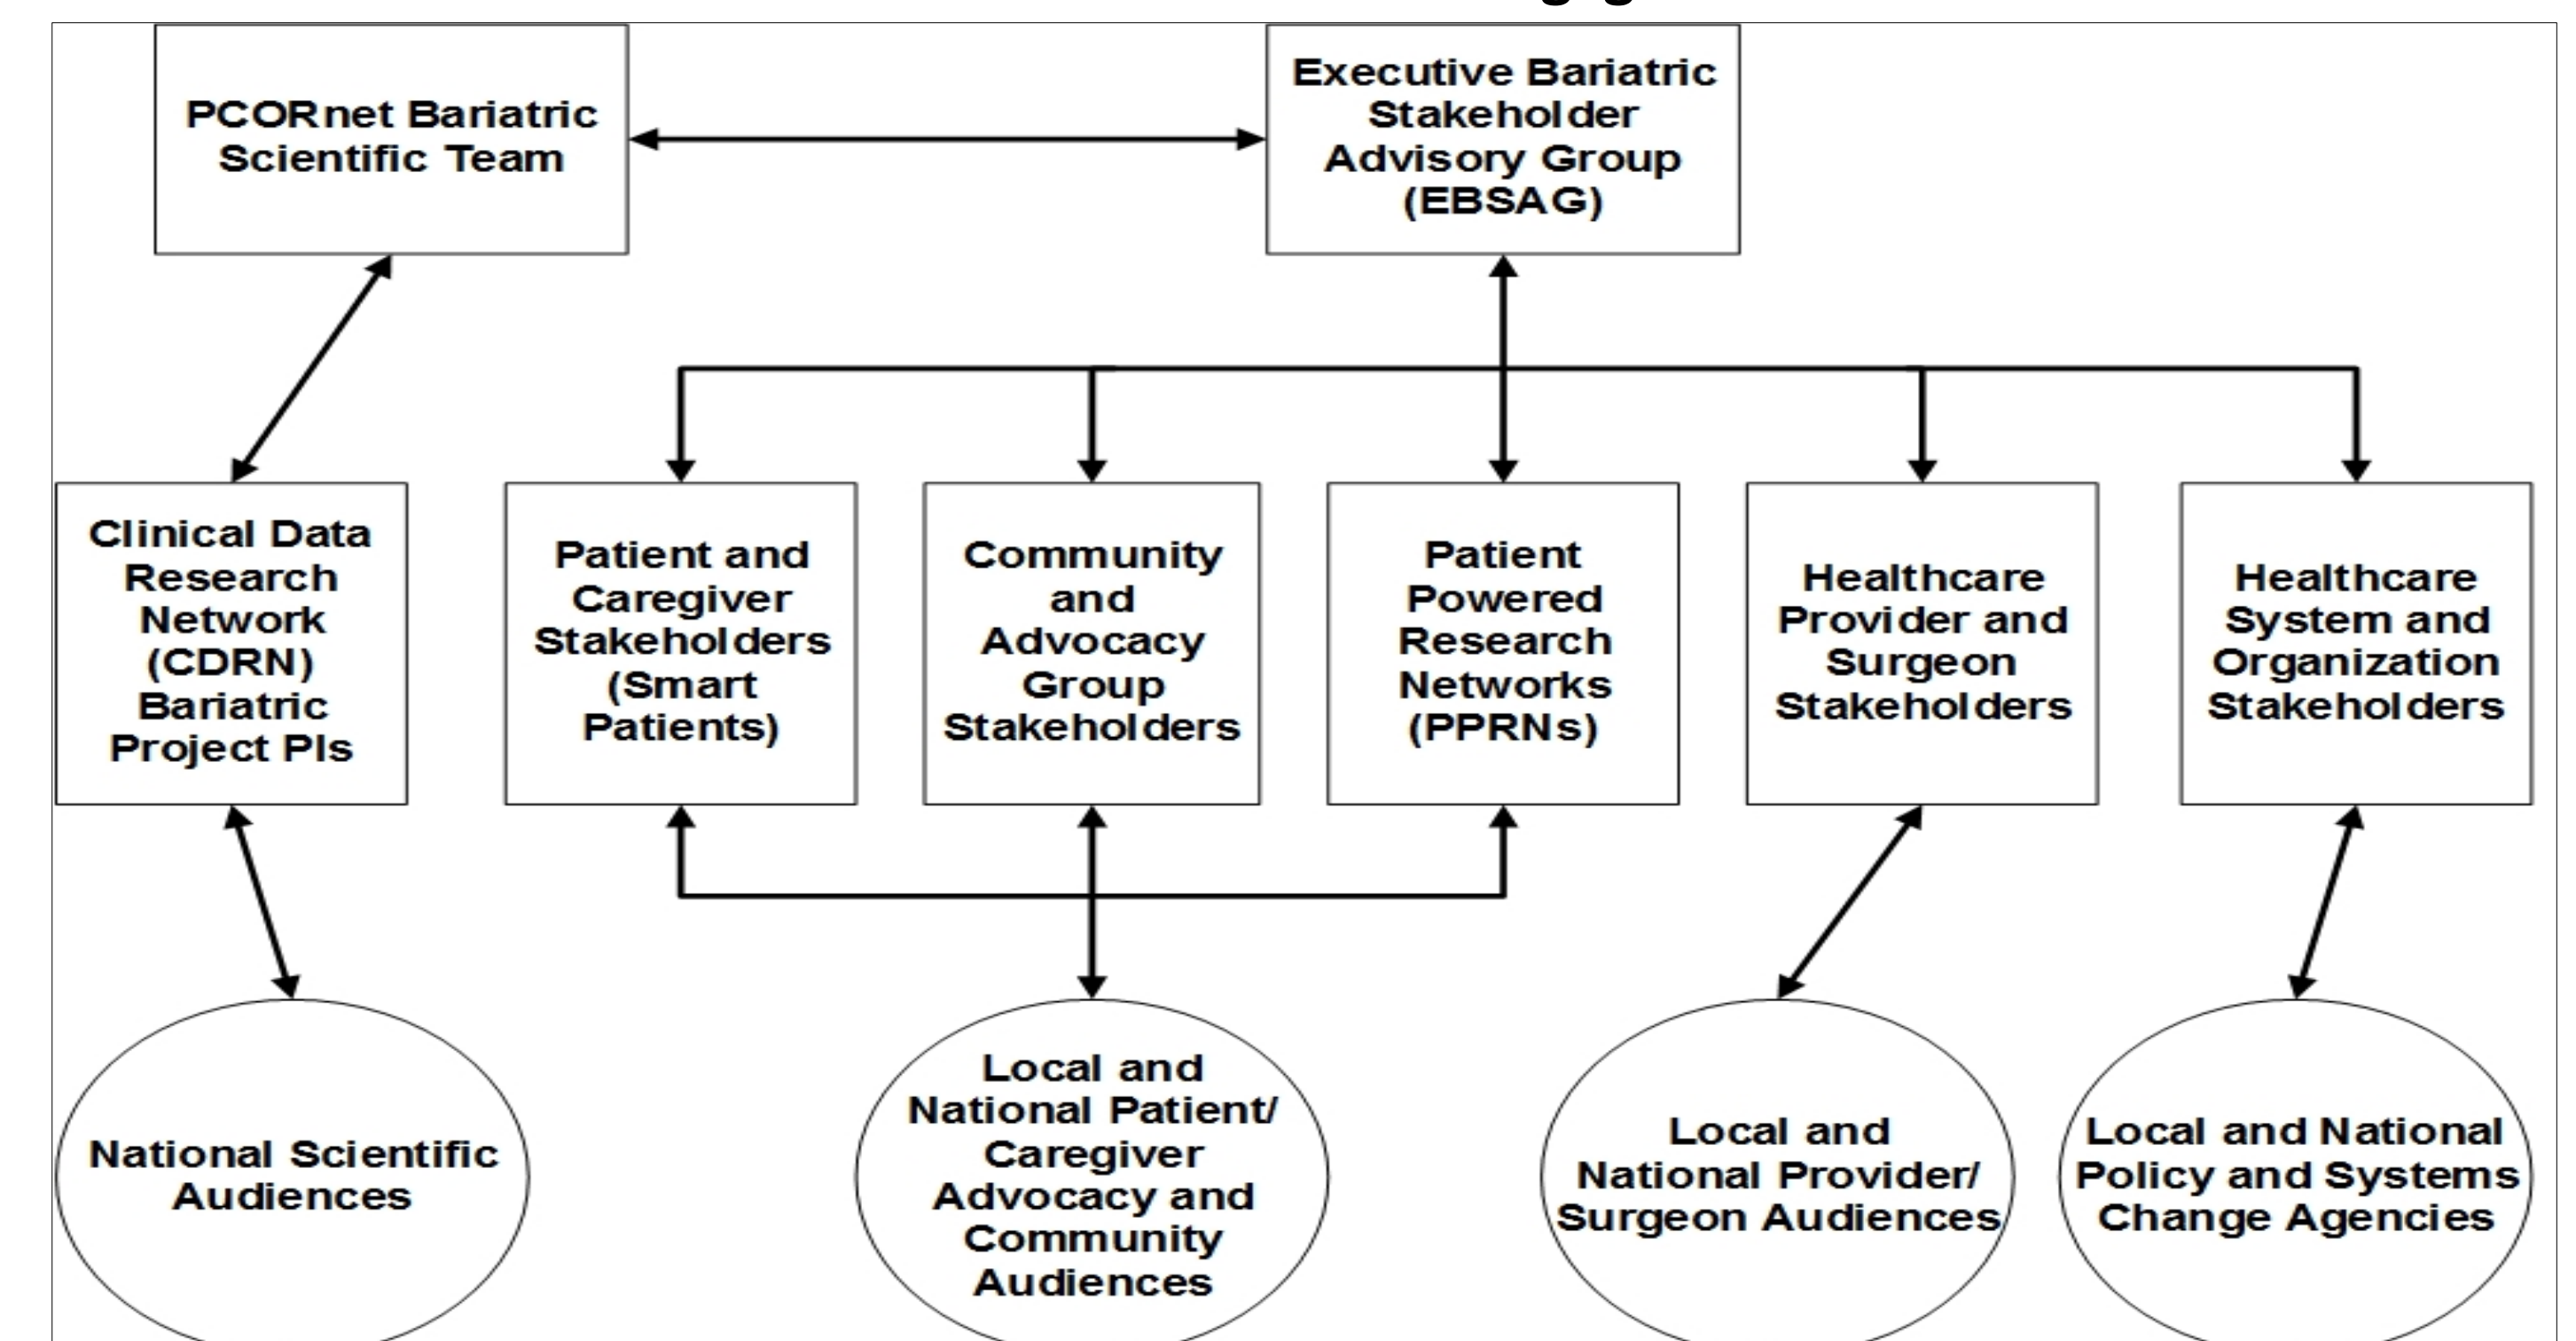 PCORnet Bariatric
Scientific Team
Executive Bariatric
Stakeholder
Advisory Group
(EBSAG)
Clinical Data
Research
Network
(CDRN)
Bariatric
Project PIs
Patient and
Caregiver
Stakeholders
(Smart
Patients)
Community
and
Advocacy
Group
Stakeholders
Patient
Powered
Research
Networks
(PPRNs)
Healthcare
Provider and
Surgeon
Stakeholders
Healthcare
System and
Organization
Stakeholders
National Scientific
Audiences
Local and
National Patient/
Caregiver
Advocacy and
Community
Audiences
Local and
National Provider/
Surgeon Audiences
Local and National
Policy and Systems
Change Agencies